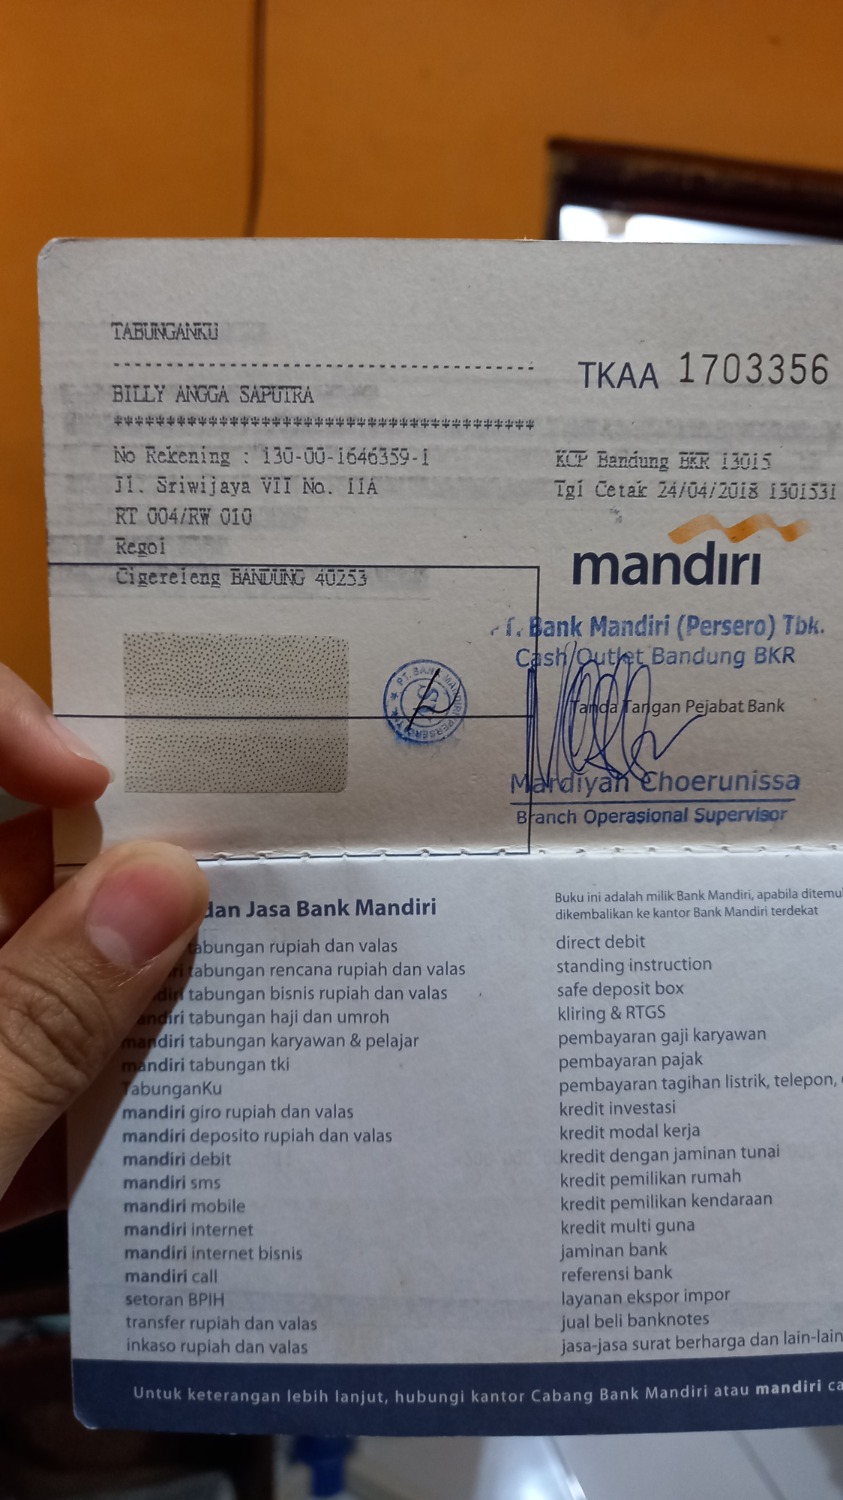 TABUNGANKU
------------------------------------
BILLY ANGGA SAPUTRA
************************************
No Rekening : 130-00-1646359-1
Jl. Sriwijaya VII No. 11A
RT 004/RW 010
Regol
Cigereleng BANDUNG 40253
TKAA 1703356
KCP Bandung BKR 13015
Tgl Cetak 24/04/2018 1301531
mandiri
PT. Bank Mandiri (Persero) Tbk.
Cash/Outlet Bandung BKR
Tanda Tangan Pejabat Bank
Mardiyah Choerunissa
Branch Operasional Supervisor
PT. BANK MANDIRI (PERSERO) Tbk
dan Jasa Bank Mandiri
tabungan rupiah dan valas
tabungan rencana rupiah dan valas
tabungan bisnis rupiah dan valas
mandiri tabungan haji dan umroh
mandiri tabungan karyawan & pelajar
mandiri tabungan tki
TabunganKu
mandiri giro rupiah dan valas
mandiri deposito rupiah dan valas
mandiri debit
mandiri sms
mandiri mobile
mandiri internet
mandiri internet bisnis
mandiri call
setoran BPIH
transfer rupiah dan valas
inkaso rupiah dan valas
Buku ini adalah milik Bank Mandiri, apabila ditemu
dikembalikan ke kantor Bank Mandiri terdekat
direct debit
standing instruction
safe deposit box
kliring & RTGS
pembayaran gaji karyawan
pembayaran pajak
pembayaran tagihan listrik, telepon,
kredit investasi
kredit modal kerja
kredit dengan jaminan tunai
kredit pemilikan rumah
kredit pemilikan kendaraan
kredit multi guna
jaminan bank
referensi bank
layanan ekspor impor
jual beli banknotes
jasa-jasa surat berharga dan lain-lain
Untuk keterangan lebih lanjut, hubungi kantor Cabang Bank Mandiri atau mandiri ca